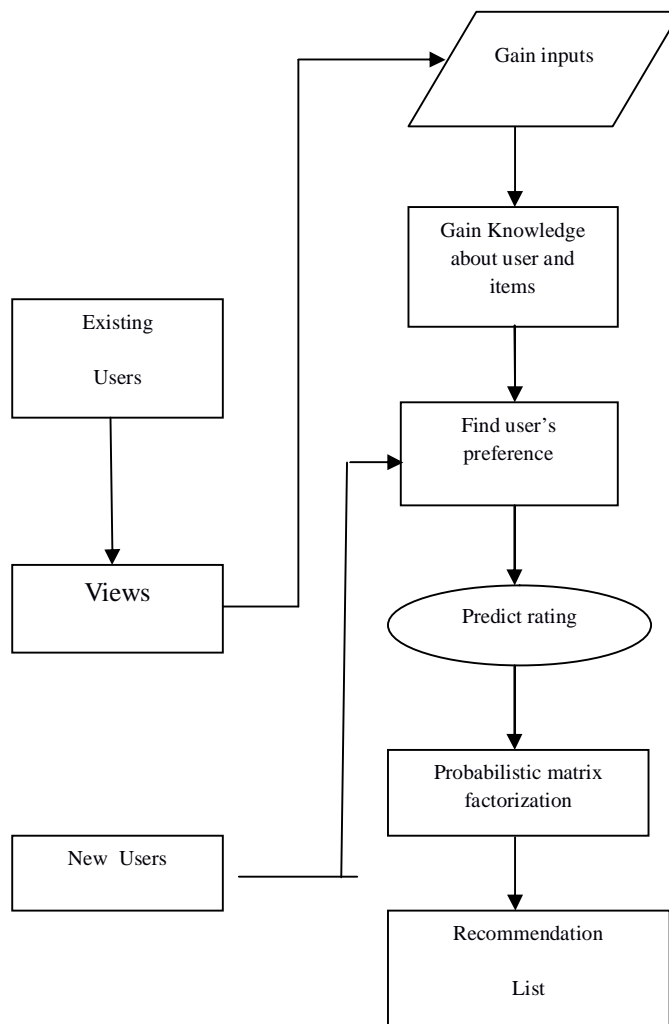 Gain inputs
Gain Knowledge
about user and
items
Existing
Users
Find user’s
preference
Views
Predict rating
Probabilistic matrix
factorization
New Users
Recommendation
List